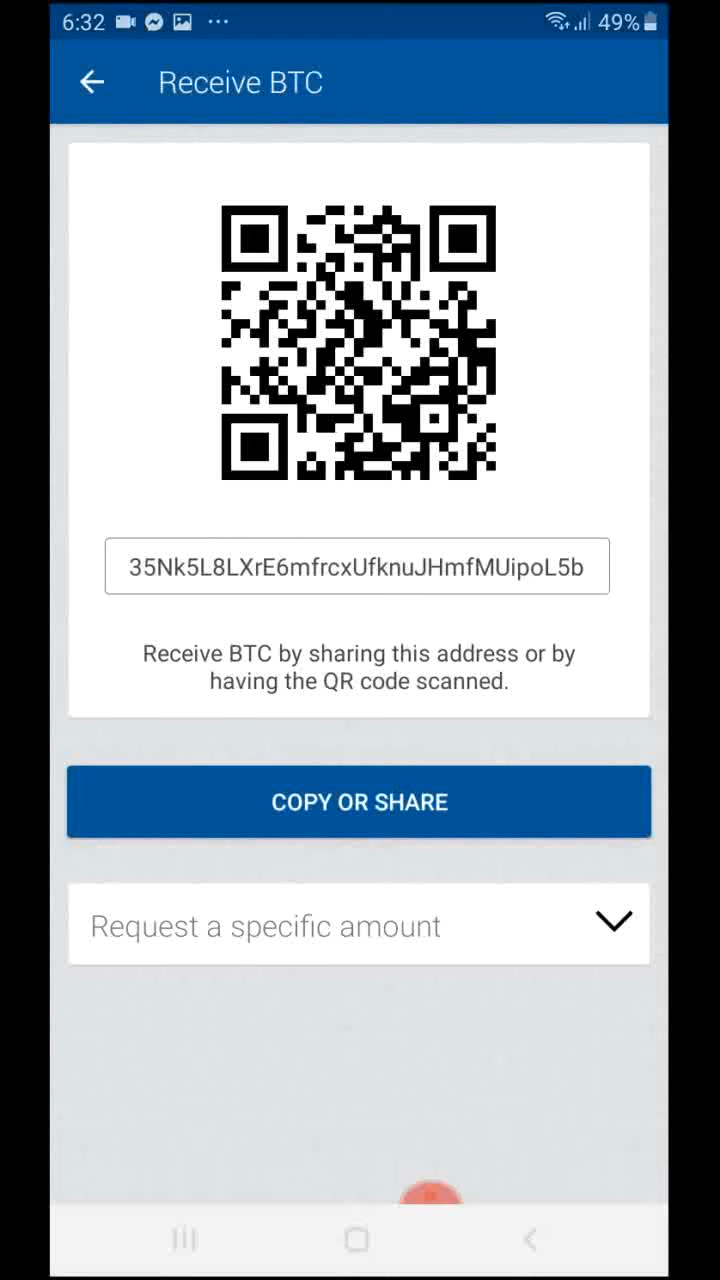 6:32 49%
Receive BTC
35Nk5L8LXrE6mfrcxUfknuJHmfMUipoL5b
Receive BTC by sharing this address or by
having the QR code scanned.
COPY OR SHARE
Request a specific amount